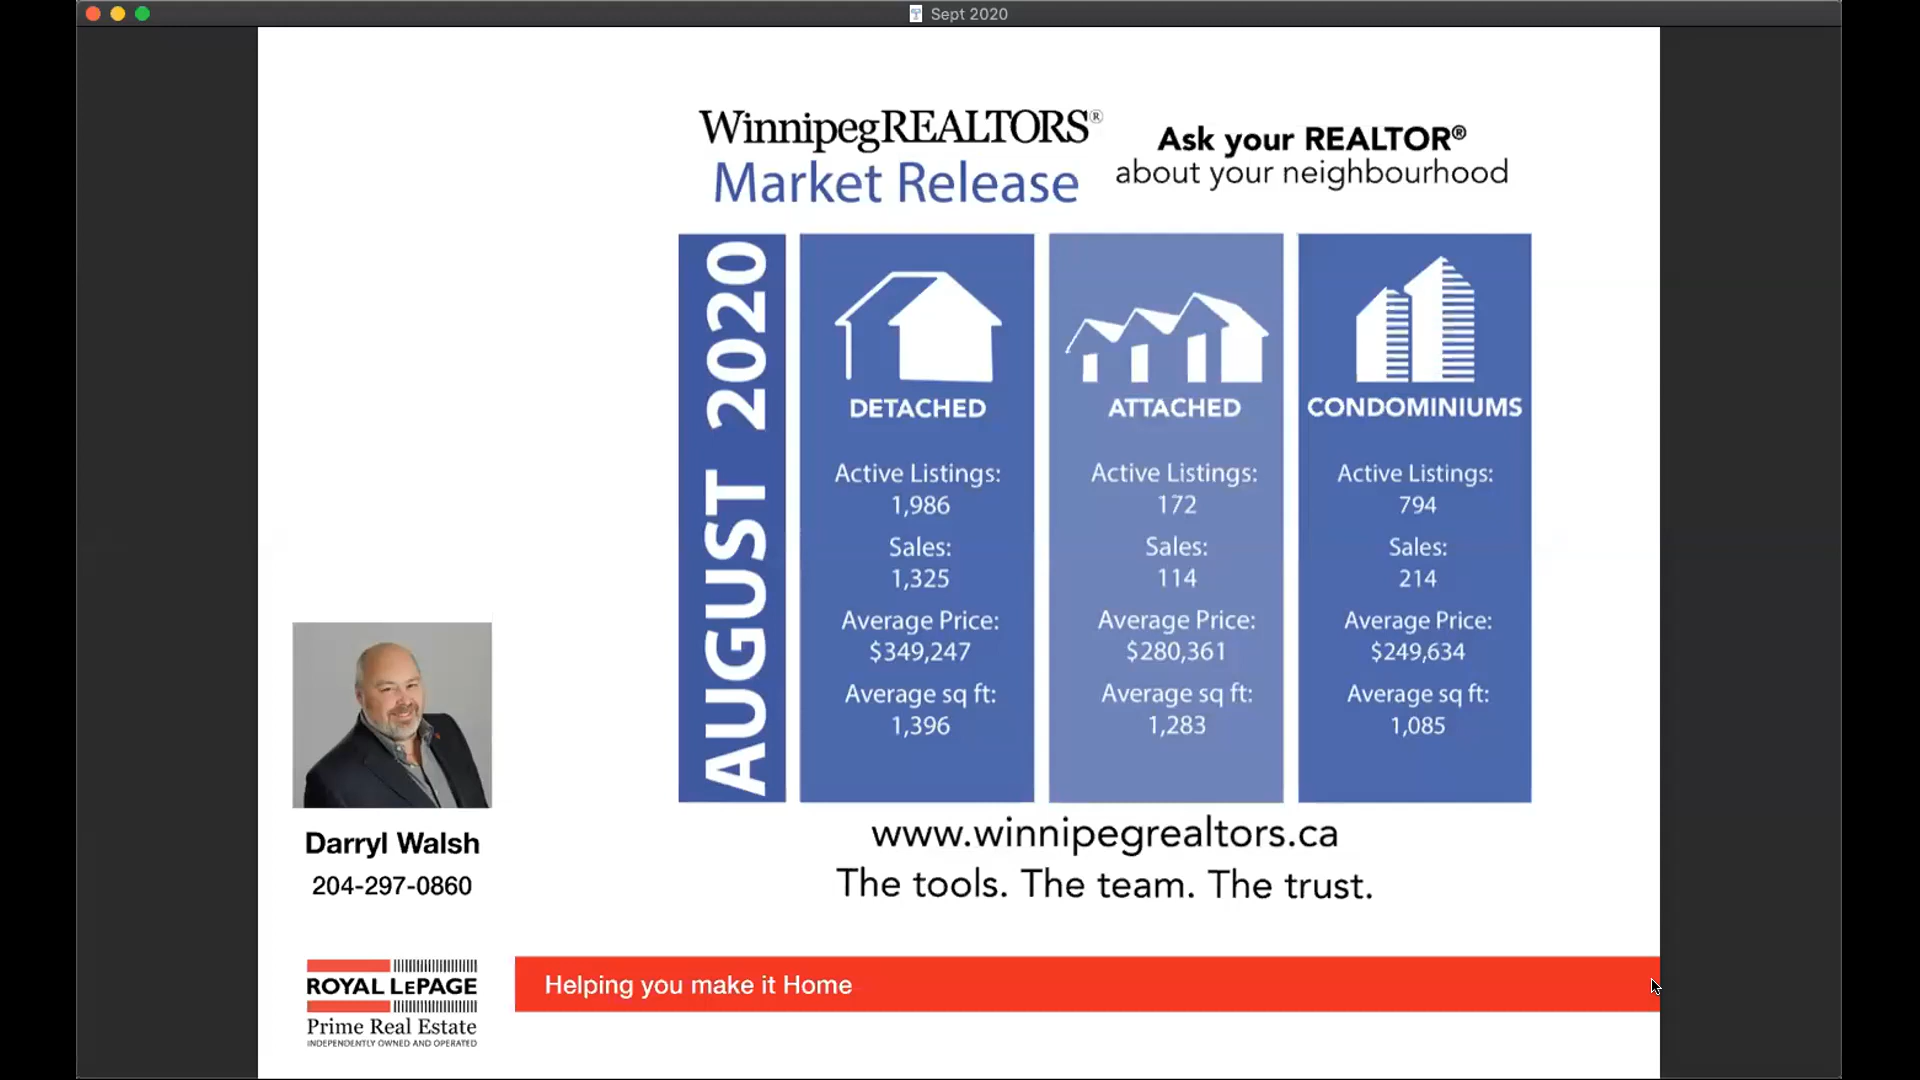 Sept 2020
WinnipegREALTORS®
Market Release
Ask your REALTOR®
about your neighbourhood
AUGUST 2020
DETACHED
Active Listings:
1,986
Sales:
1,325
Average Price:
$349,247
Average sq ft:
1,396
ATTACHED
Active Listings:
172
Sales:
114
Average Price:
$280,361
Average sq ft:
1,283
CONDOMINIUMS
Active Listings:
794
Sales:
214
Average Price:
$249,634
Average sq ft:
1,085
www.winnipegrealtors.ca
The tools. The team. The trust.
Darryl Walsh
204-297-0860
ROYAL LEPAGE
Prime Real Estate
INDEPENDENTLY OWNED AND OPERATED
Helping you make it Home